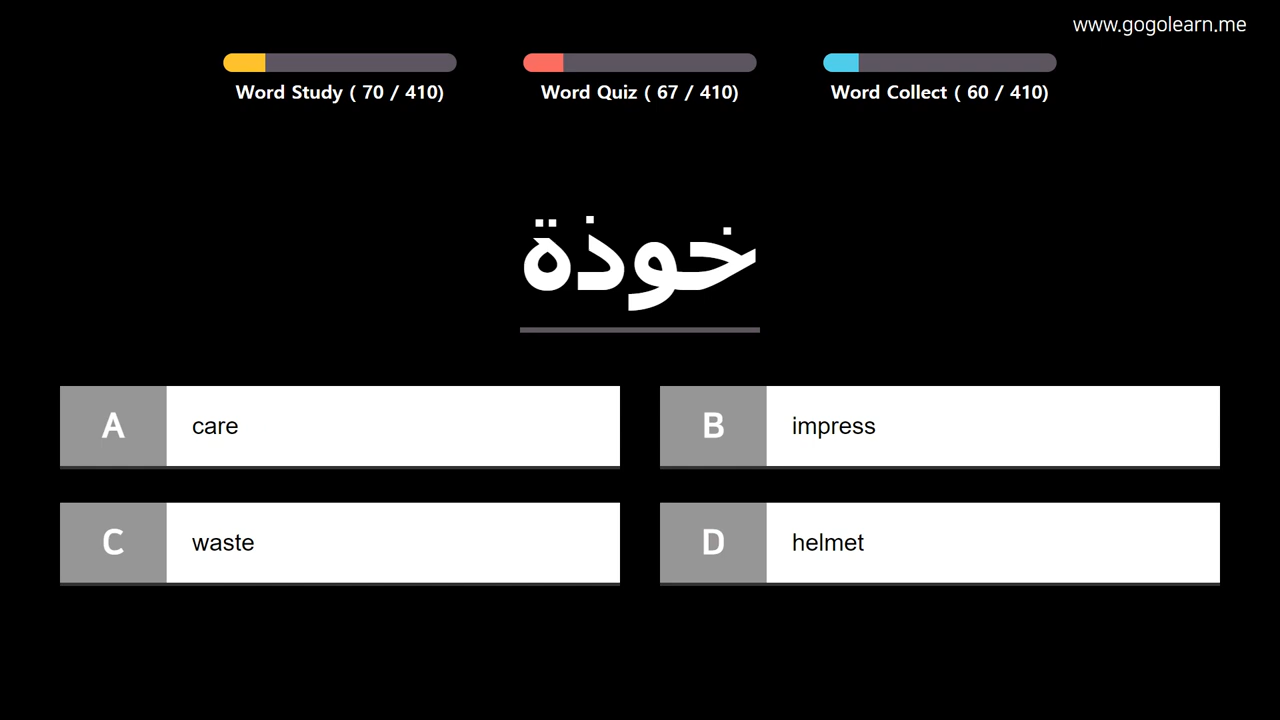 www.gogolearn.me
Word Study ( 70 / 410)
Word Quiz ( 67 / 410)
Word Collect ( 60 / 410)
خوذة
A care
B impress
C waste
D helmet